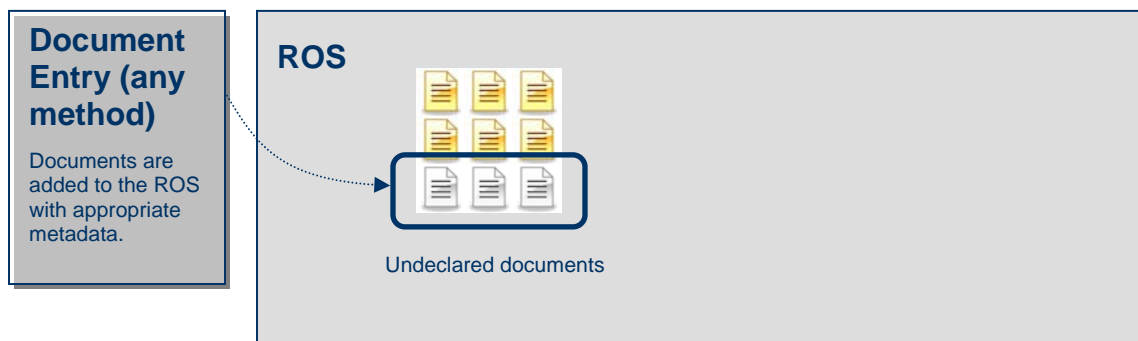 Document
Entry (any
method)
Documents are
added to the ROS
with appropriate
metadata.
ROS
Undeclared documents